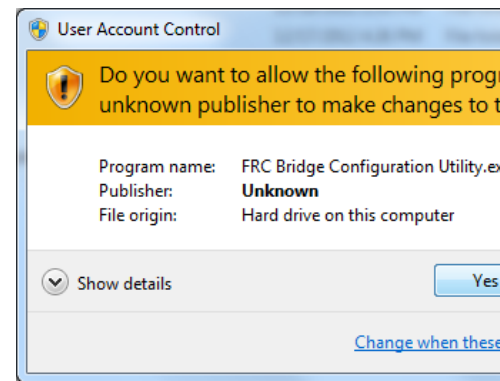 User Account Control
Do you want to allow the following progr
unknown publisher to make changes to t
Program name: FRC Bridge Configuration Utility.ex
Publisher: Unknown
File origin: Hard drive on this computer
Show details
Yes
Change when these